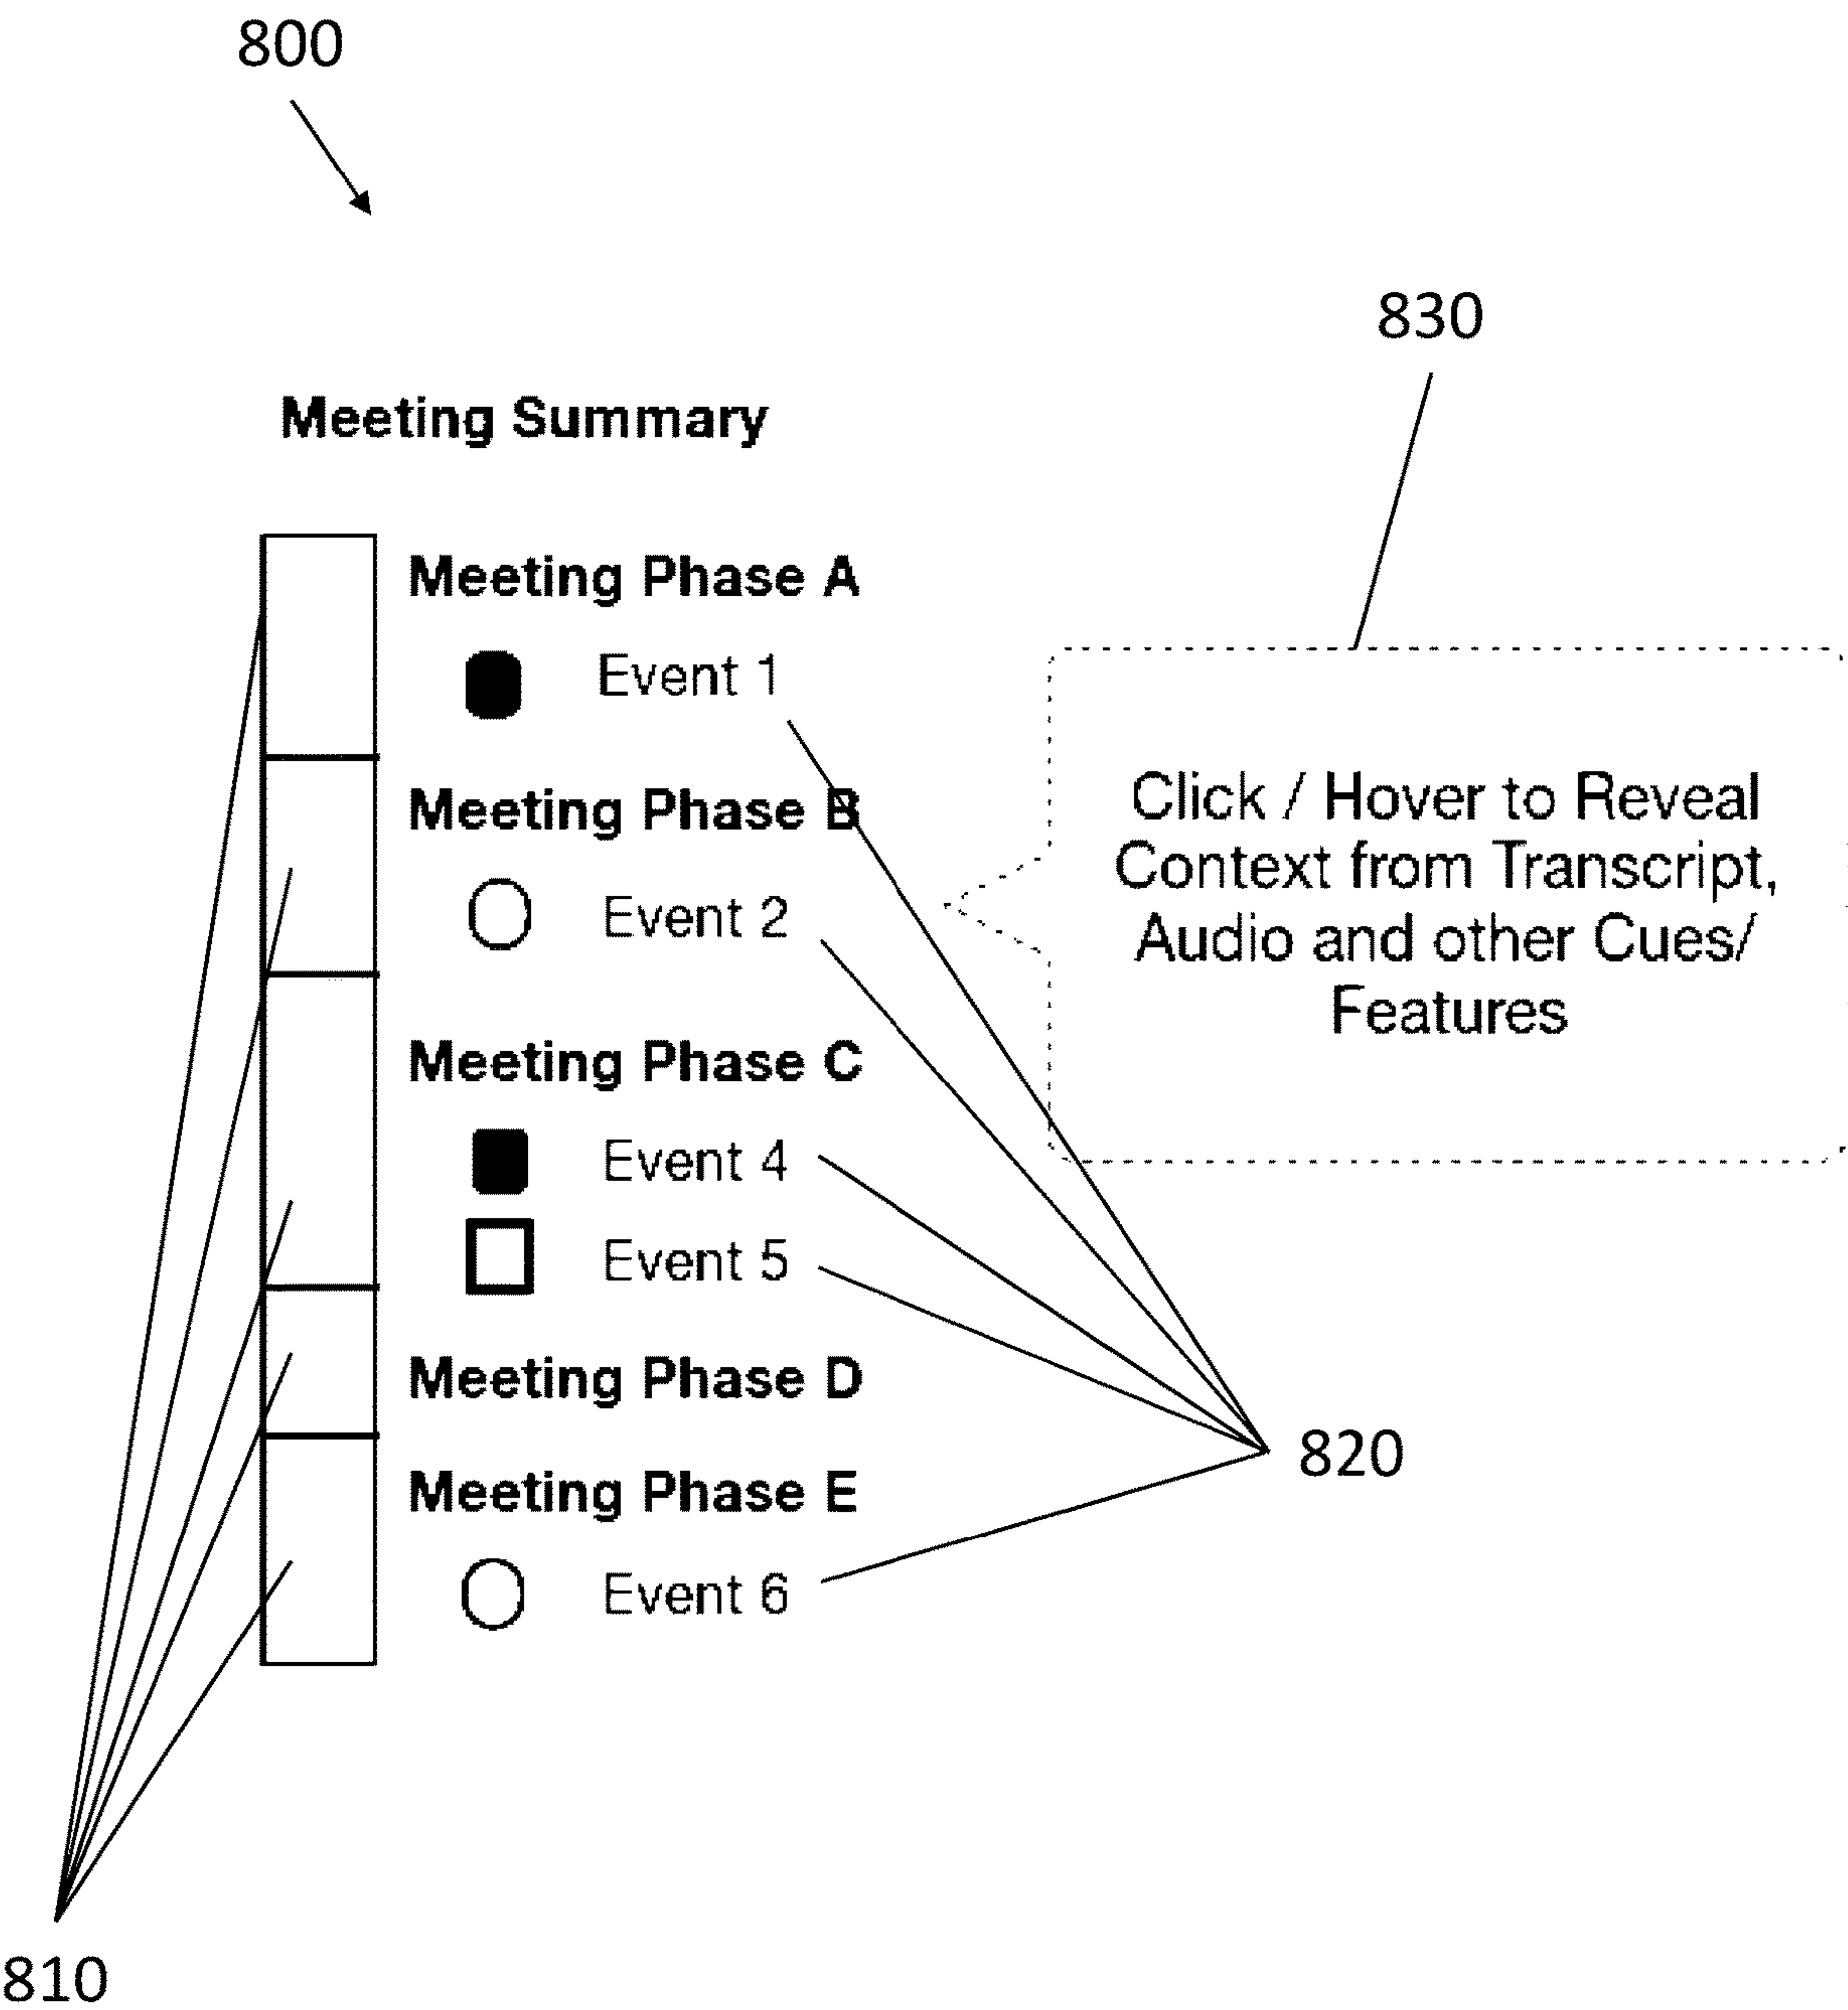 800
830
Meeting Summary
Meeting Phase A
Event 1
Meeting Phase B
Event 2
Click / Hover to Reveal
Context from Transcript,
Audio and other Cues/
Features
Meeting Phase C
Event 4
Event 5
Meeting Phase D
820
Meeting Phase E
Event 6
810